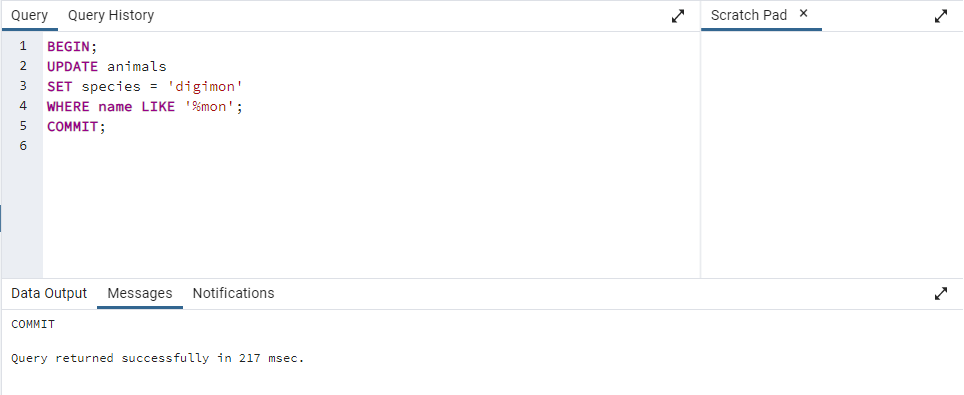 Query Query History
Scratch Pad ×
1 BEGIN;
2 UPDATE animals
3 SET species = 'digimon'
4 WHERE name LIKE '%mon';
5 COMMIT;
6
Data Output Messages Notifications
COMMIT
Query returned successfully in 217 msec.